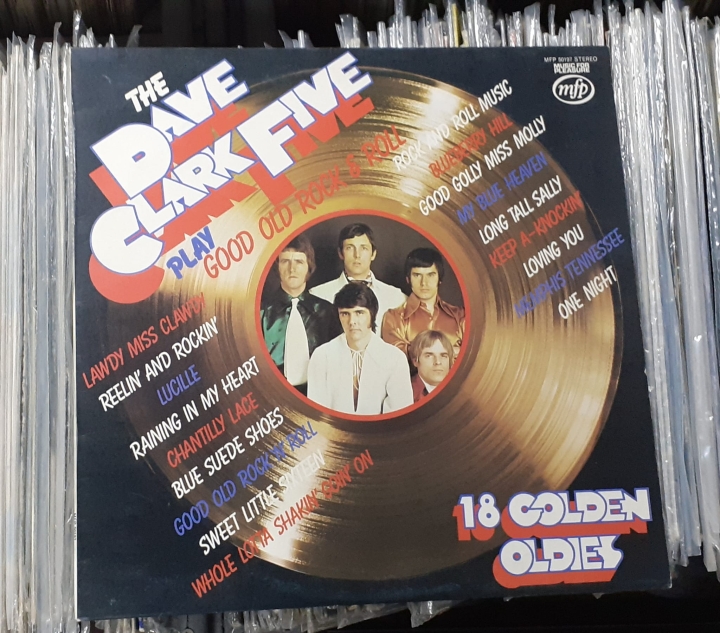 MFP 50197 STEREO
MUSIC FOR
PLEASURE
mfp
THE
DAVE
CLARK FIVE
PLAY
GOOD OLD ROCK & ROLL
ROCK AND ROLL MUSIC
BLUEBERRY HILL
GOOD GOLLY MISS MOLLY
MY BLUE HEAVEN
LONG TALL SALLY
KEEP A-KNOCKIN'
LOVING YOU
MEMPHIS TENNESSEE
ONE NIGHT
LAWDY MISS CLAWDY
REELIN' AND ROCKIN'
LUCILLE
RAINING IN MY HEART
CHANTILLY LACE
BLUE SUEDE SHOES
GOOD OLD ROCK 'N' ROLL
SWEET LITTLE SIXTEEN
WHOLE LOTTA SHAKIN' GOIN' ON
18 GOLDEN
OLDIES